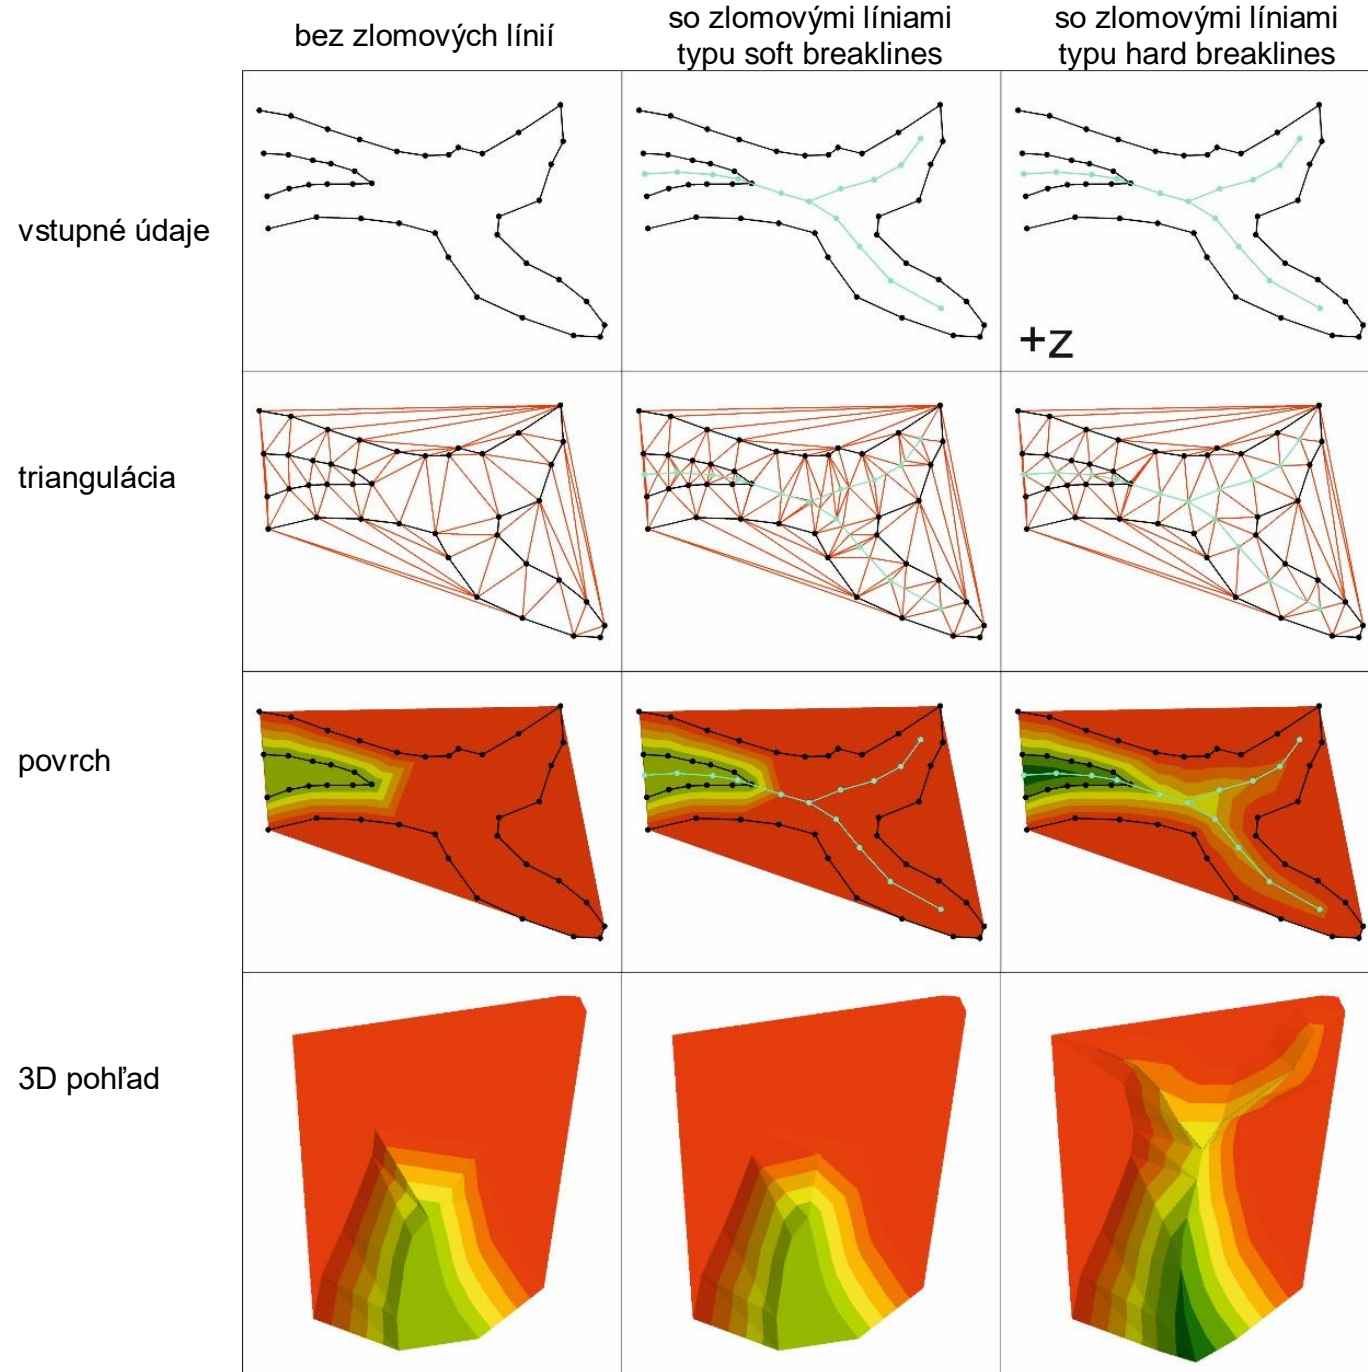 bez zlomových línií
so zlomovými líniami
typu soft breaklines
so zlomovými líniami
typu hard breaklines
vstupné údaje
+z
triangulácia
povrch
3D pohľad